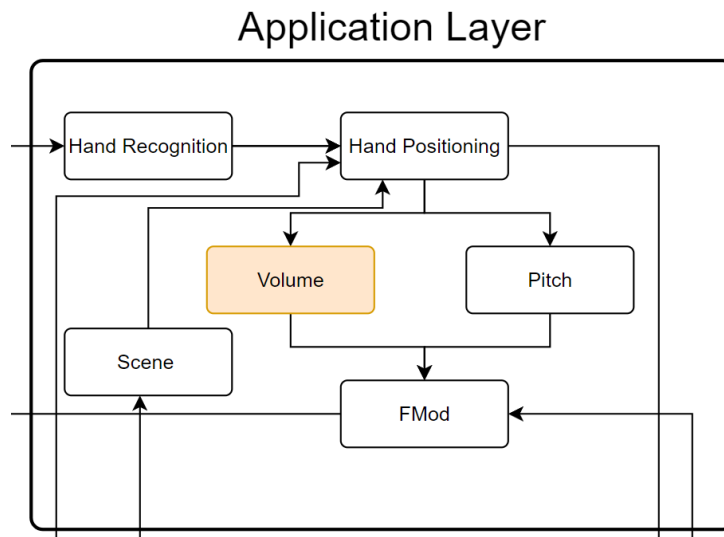 Application Layer
Hand Recognition
Hand Positioning
Volume
Pitch
Scene
FMod